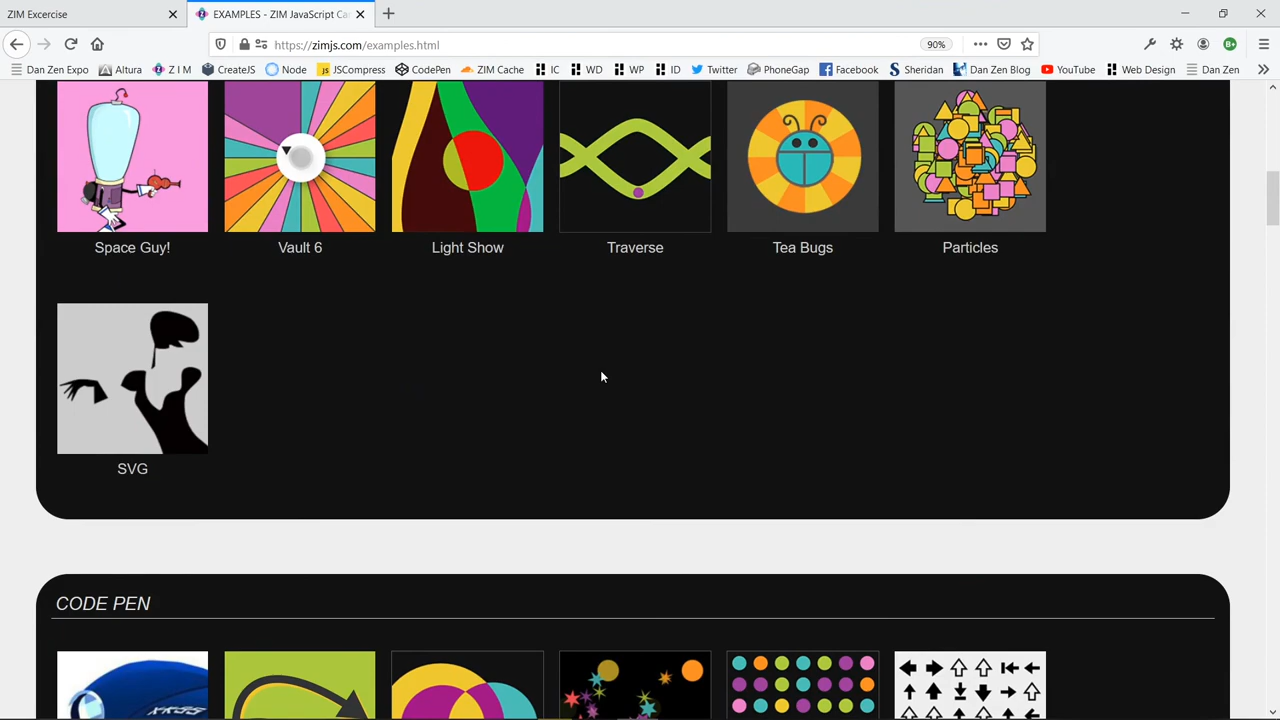 ZIM Excercise
EXAMPLES - ZIM JavaScript Ca
https://zimjs.com/examples.html
90%
Dan Zen Expo
Altura
Z I M
CreateJS
Node
JSCompress
CodePen
ZIM Cache
IC
WD
WP
ID
Twitter
PhoneGap
Facebook
Sheridan
Dan Zen Blog
YouTube
Web Design
Dan Zen
Space Guy!
Vault 6
Light Show
Traverse
Tea Bugs
Particles
SVG
CODE PEN